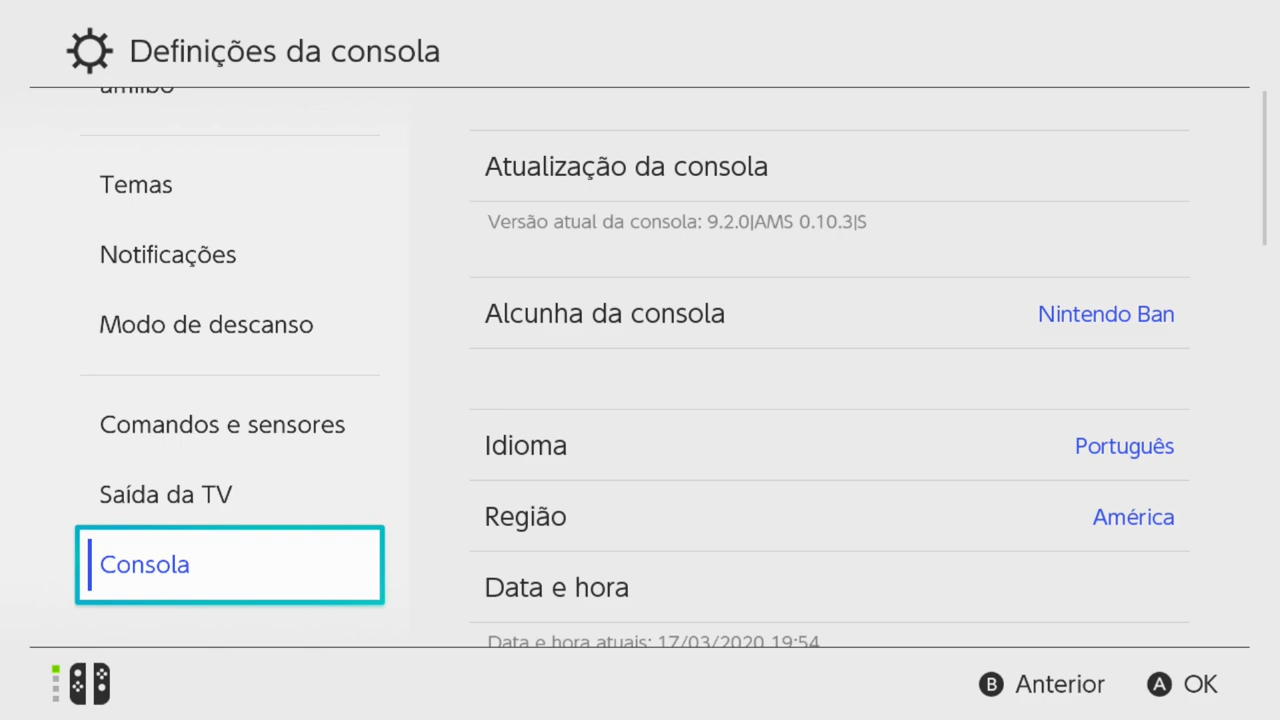 Definições da consola
amiibo
Temas
Notificações
Modo de descanso
Comandos e sensores
Saída da TV
Consola
Atualização da consola
Versão atual da consola: 9.2.0|AMS 0.10.3|S
Alcunha da consola Nintendo Ban
Idioma Português
Região América
Data e hora
Data e hora atuais: 17/03/2020 19:54
B Anterior A OK